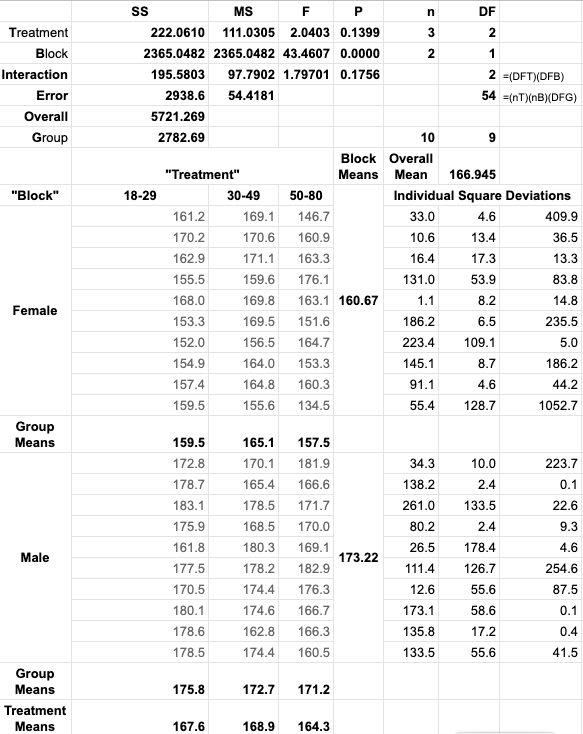 SS MS F P n DF
Treatment 222.0610 111.0305 2.0403 0.1399 3 2
Block 2365.0482 2365.0482 43.4607 0.0000 2 1
Interaction 195.5803 97.7902 1.79701 0.1756 2 =(DFT)(DFB)
Error 2938.6 54.4181 54 =(nT)(nB)(DFG)
Overall 5721.269
Group 2782.69 10 9
"Treatment" Block Means Overall Mean 166.945
"Block" 18-29 30-49 50-80 Individual Square Deviations
161.2 169.1 146.7 33.0 4.6 409.9
170.2 170.6 160.9 10.6 13.4 36.5
162.9 171.1 163.3 16.4 17.3 13.3
155.5 159.6 176.1 131.0 53.9 83.8
Female 168.0 169.8 163.1 160.67 1.1 8.2 14.8
153.3 169.5 151.6 186.2 6.5 235.5
152.0 156.5 164.7 223.4 109.1 5.0
154.9 164.0 153.3 145.1 8.7 186.2
157.4 164.8 160.3 91.1 4.6 44.2
159.5 155.6 134.5 55.4 128.7 1052.7
Group Means 159.5 165.1 157.5
172.8 170.1 181.9 34.3 10.0 223.7
178.7 165.4 166.6 138.2 2.4 0.1
183.1 178.5 171.7 261.0 133.5 22.6
175.9 168.5 170.0 80.2 2.4 9.3
Male 161.8 180.3 169.1 173.22 26.5 178.4 4.6
177.5 178.2 182.9 111.4 126.7 254.6
170.5 174.4 176.3 12.6 55.6 87.5
180.1 174.6 166.7 173.1 58.6 0.1
178.6 162.8 166.3 135.8 17.2 0.4
178.5 174.4 160.5 133.5 55.6 41.5
Group Means 175.8 172.7 171.2
Treatment Means 167.6 168.9 164.3